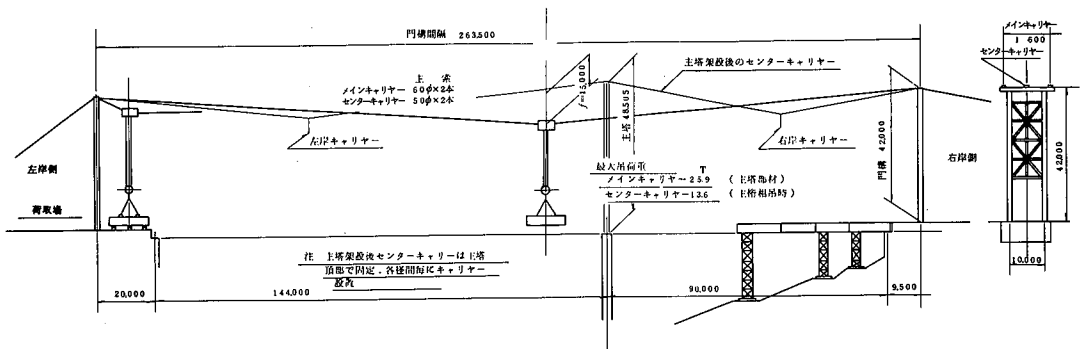 門構間隔 263,500
主索
メインキャリヤー 60φ×2本
センターキャリヤー 50φ×2本
f=15,000
主塔 48,505
主塔架設後のセンターキャリヤー
左岸キャリヤー
右岸キャリヤー
左岸側
荷取場
最大吊荷重 T
メインキャリヤー 25.9 (主塔部材)
センターキャリヤー 13.6 (主桁相吊時)
門構 42,000
右岸側
注 主塔架設後センターキャリーは主塔
頂部で固定、各径間毎にキャリヤー
設置
20,000
144,000
90,000
9,500
メインキャリヤー
1 600
センターキャリヤー
42,000
10,000